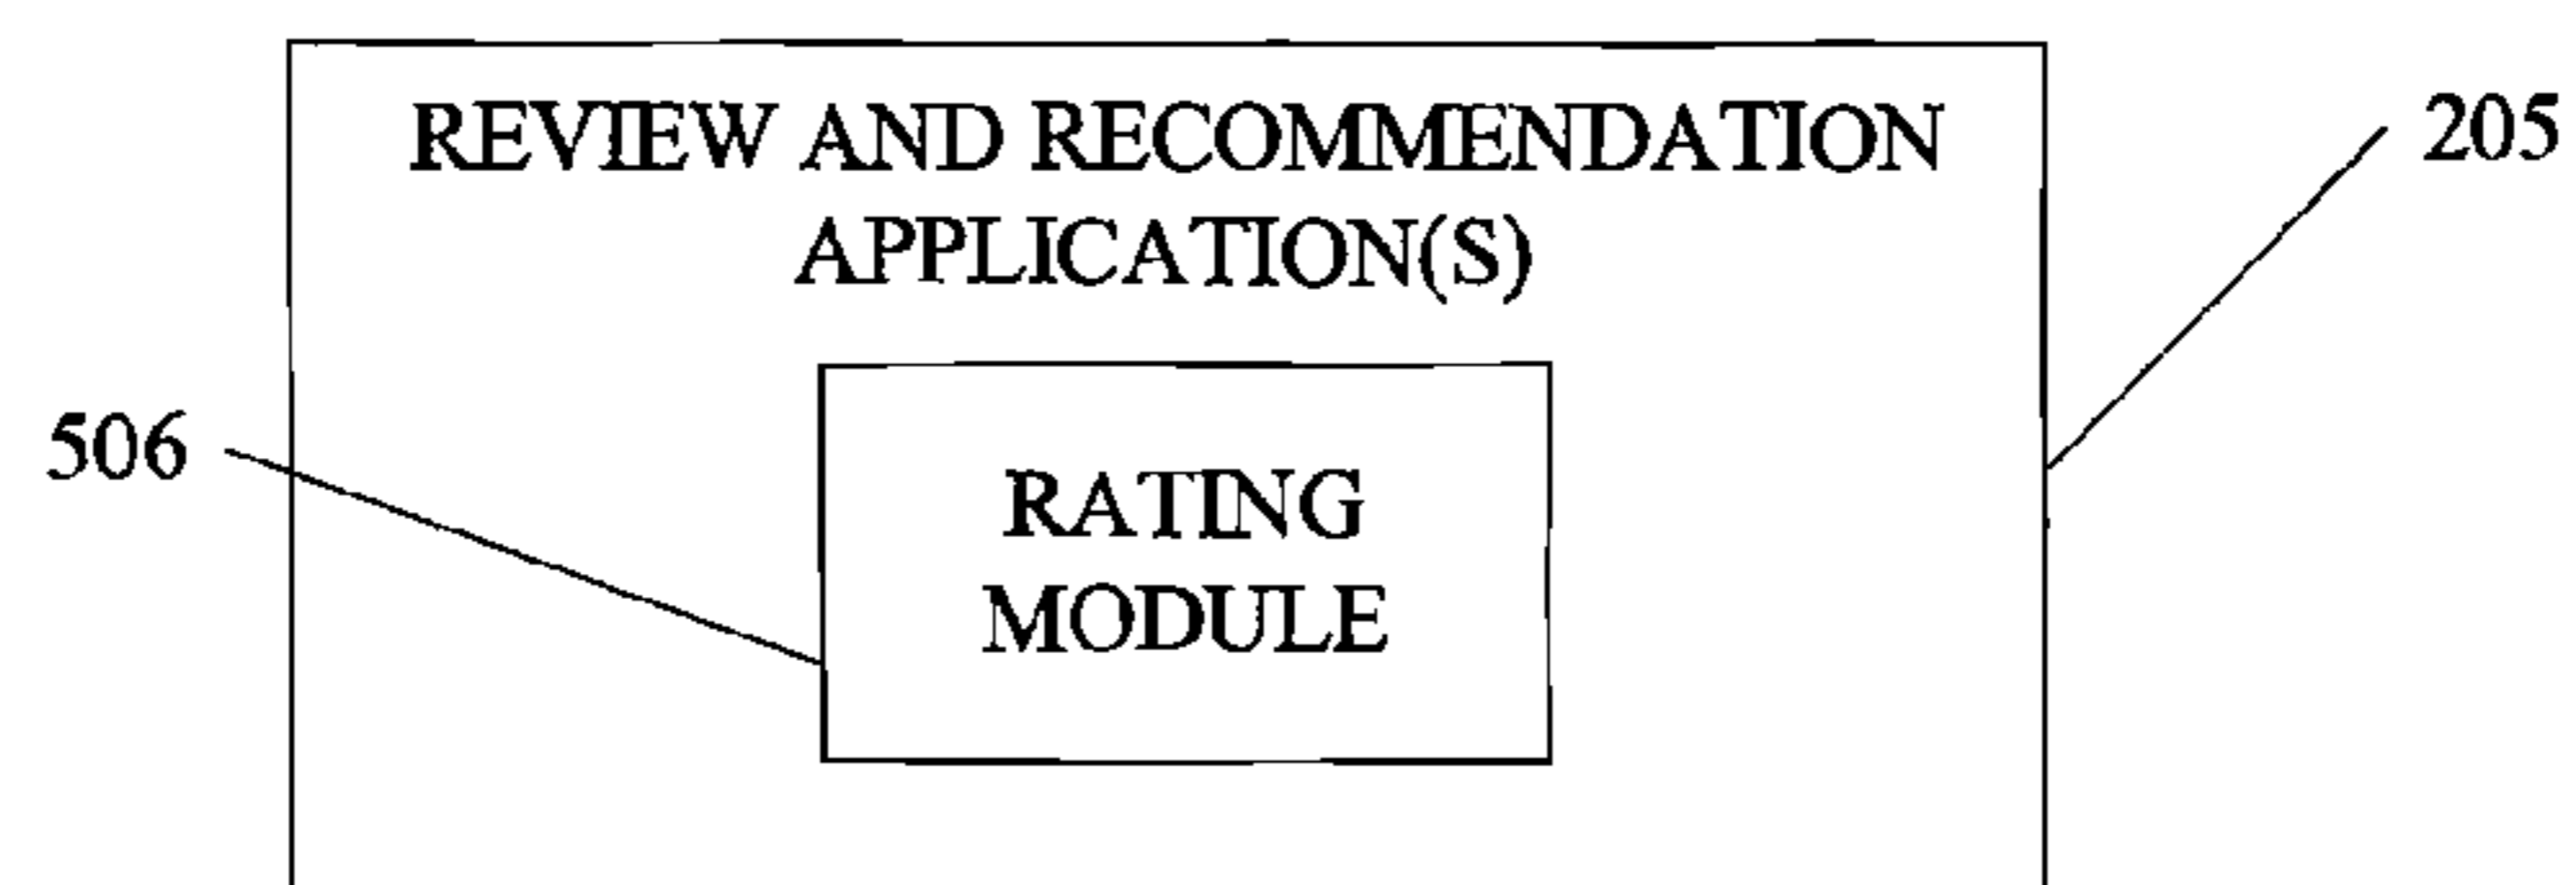 REVIEW AND RECOMMENDATION
APPLICATION(S)
205
506
RATING
MODULE